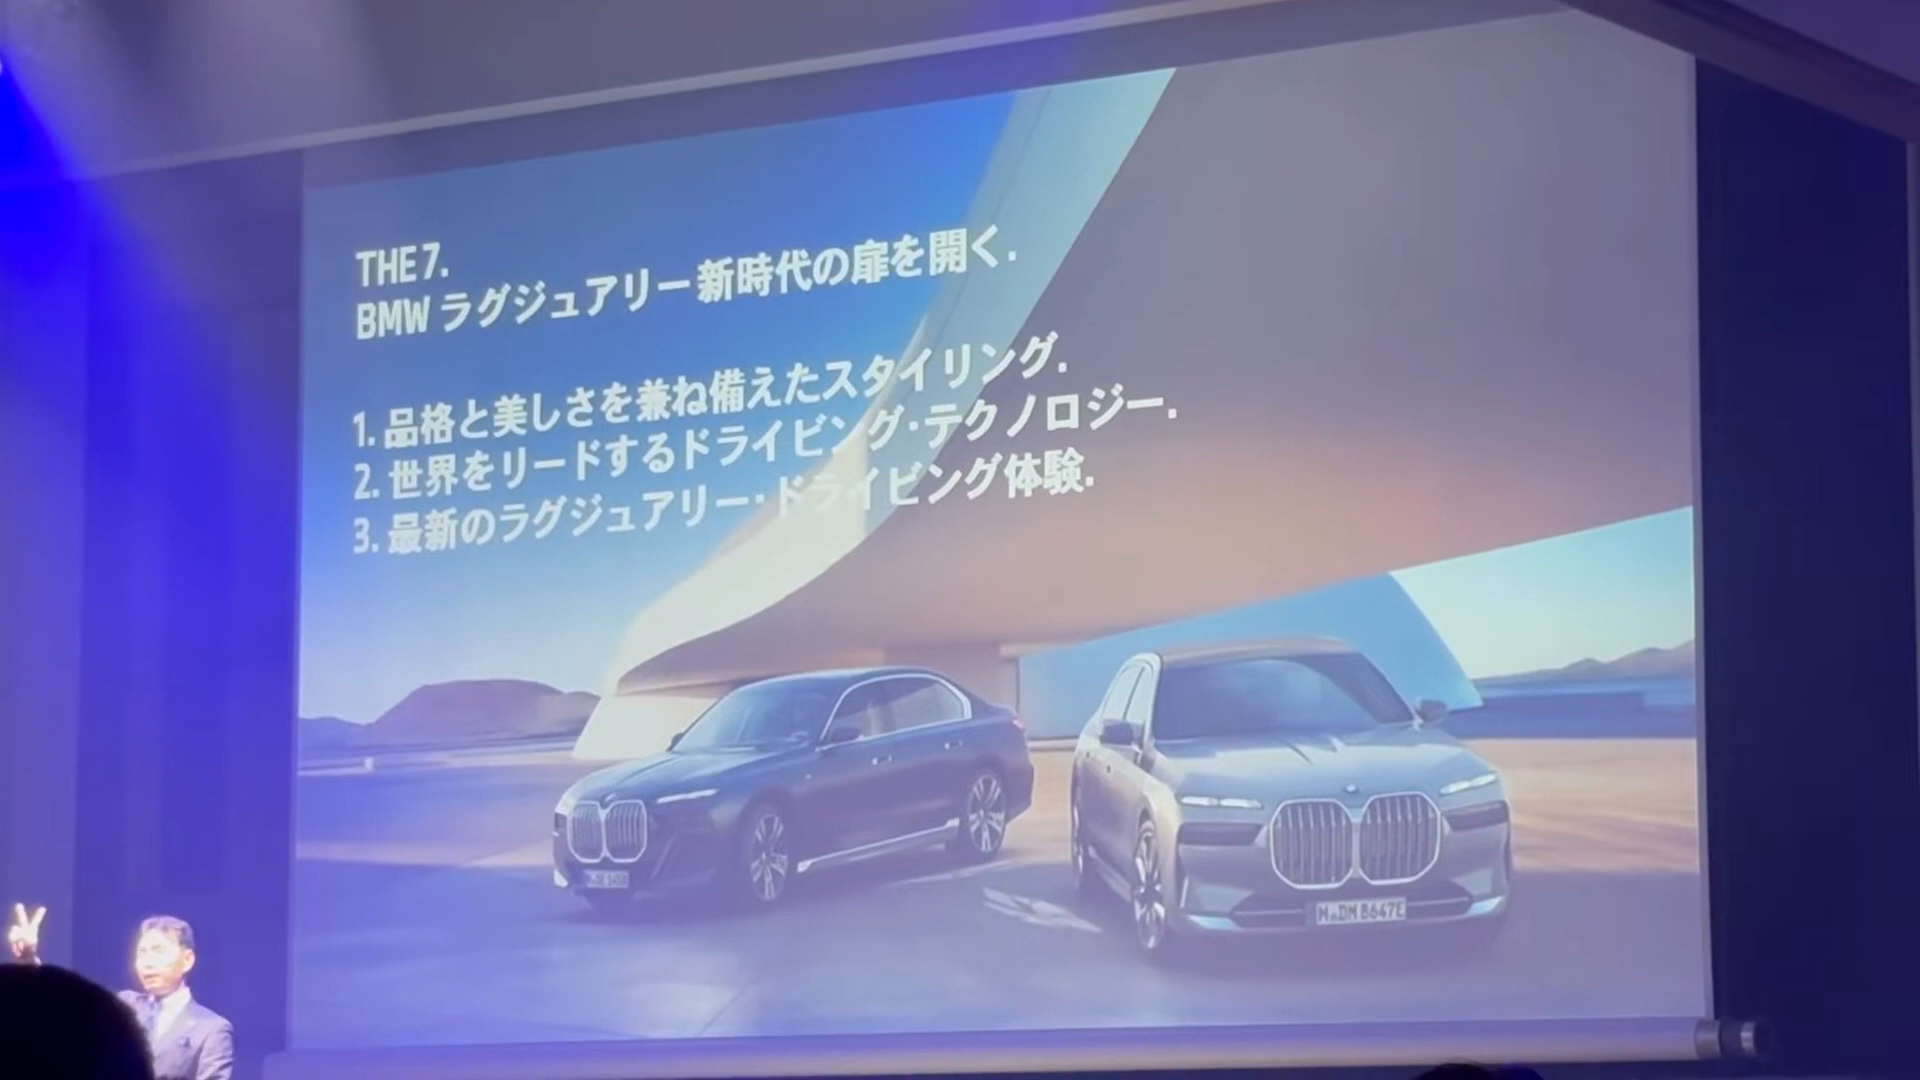 THE 7.
BMW ラグジュアリー新時代の扉を開く.
1. 品格と美しさを兼ね備えたスタイリング.
2. 世界をリードするドライビング・テクノロジー.
3. 最新のラグジュアリー・ドライビング体験.
M DM 8647E